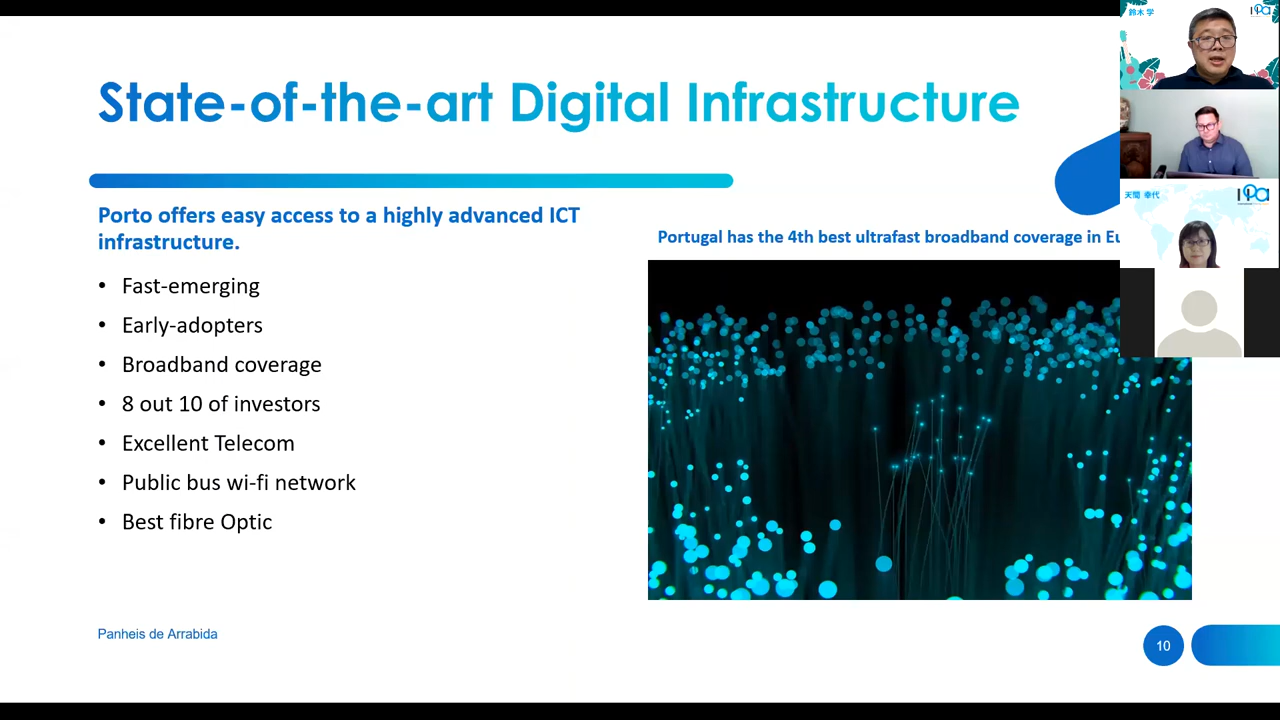 State-of-the-art Digital Infrastructure
Porto offers easy access to a highly advanced ICT
infrastructure.
• Fast-emerging
• Early-adopters
• Broadband coverage
• 8 out 10 of investors
• Excellent Telecom
• Public bus wi-fi network
• Best fibre Optic
Portugal has the 4th best ultrafast broadband coverage in Eu
Panheis de Arrabida
10
鈴木 学
IPa
天間 幸代
IPa